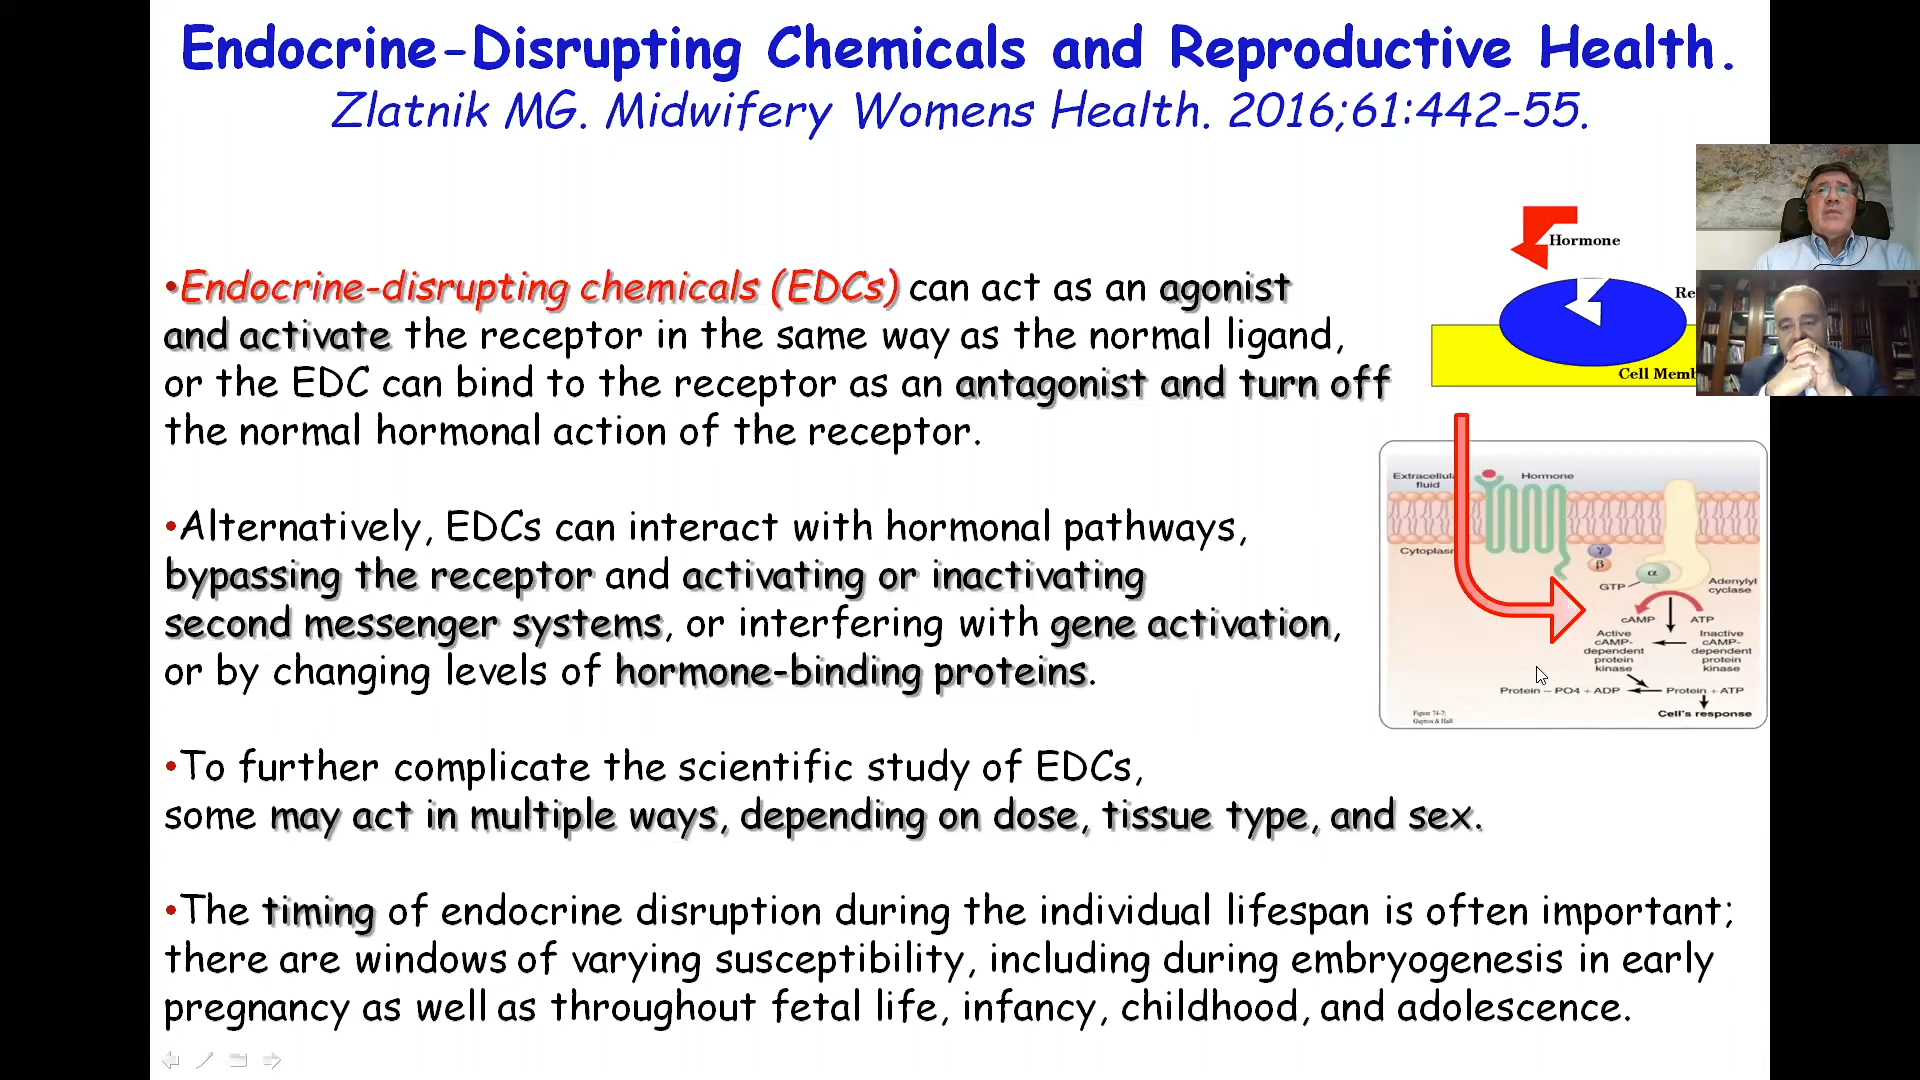 Endocrine-Disrupting Chemicals and Reproductive Health.
Zlatnik MG. Midwifery Womens Health. 2016;61:442-55.
•Endocrine-disrupting chemicals (EDCs) can act as an agonist
and activate the receptor in the same way as the normal ligand,
or the EDC can bind to the receptor as an antagonist and turn off
the normal hormonal action of the receptor.
•Alternatively, EDCs can interact with hormonal pathways,
bypassing the receptor and activating or inactivating
second messenger systems, or interfering with gene activation,
or by changing levels of hormone-binding proteins.
•To further complicate the scientific study of EDCs,
some may act in multiple ways, depending on dose, tissue type, and sex.
•The timing of endocrine disruption during the individual lifespan is often important;
there are windows of varying susceptibility, including during embryogenesis in early
pregnancy as well as throughout fetal life, infancy, childhood, and adolescence.
Hormone
Re
Cell Memb
Extracellul
fluid
Hormone
Cytoplasm
γ
β
α
GTP
Adenylyl
cyclase
cAMP
ATP
Active
cAMP-
dependent
protein
kinase
Inactive
cAMP-
dependent
protein
kinase
Protein – PO4 + ADP
Protein + ATP
Cell's response
Figure 74-7;
Guyton & Hall